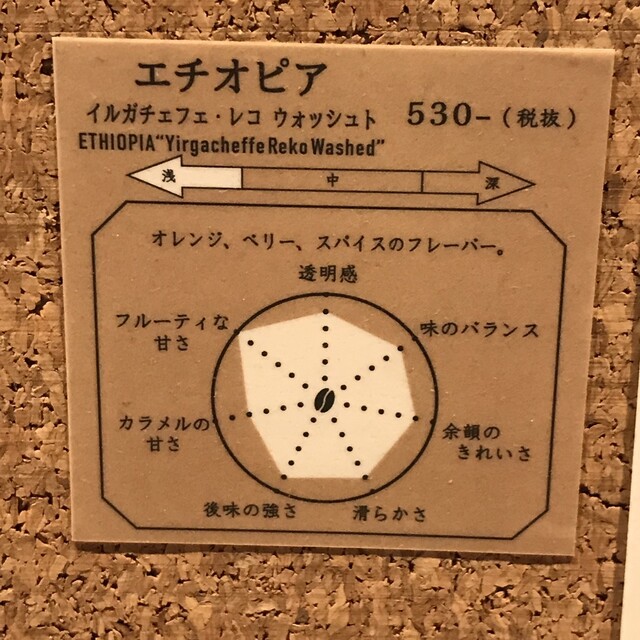 エチオピア
イルガチェフェ・レコ ウォッシュト 530-(税抜)
ETHIOPIA"Yirgacheffe Reko Washed"
浅 中 深
オレンジ、ベリー、スパイスのフレーバー。
透明感
フルーティな
甘さ
味のバランス
カラメルの
甘さ
余韻の
きれいさ
後味の強さ
滑らかさ